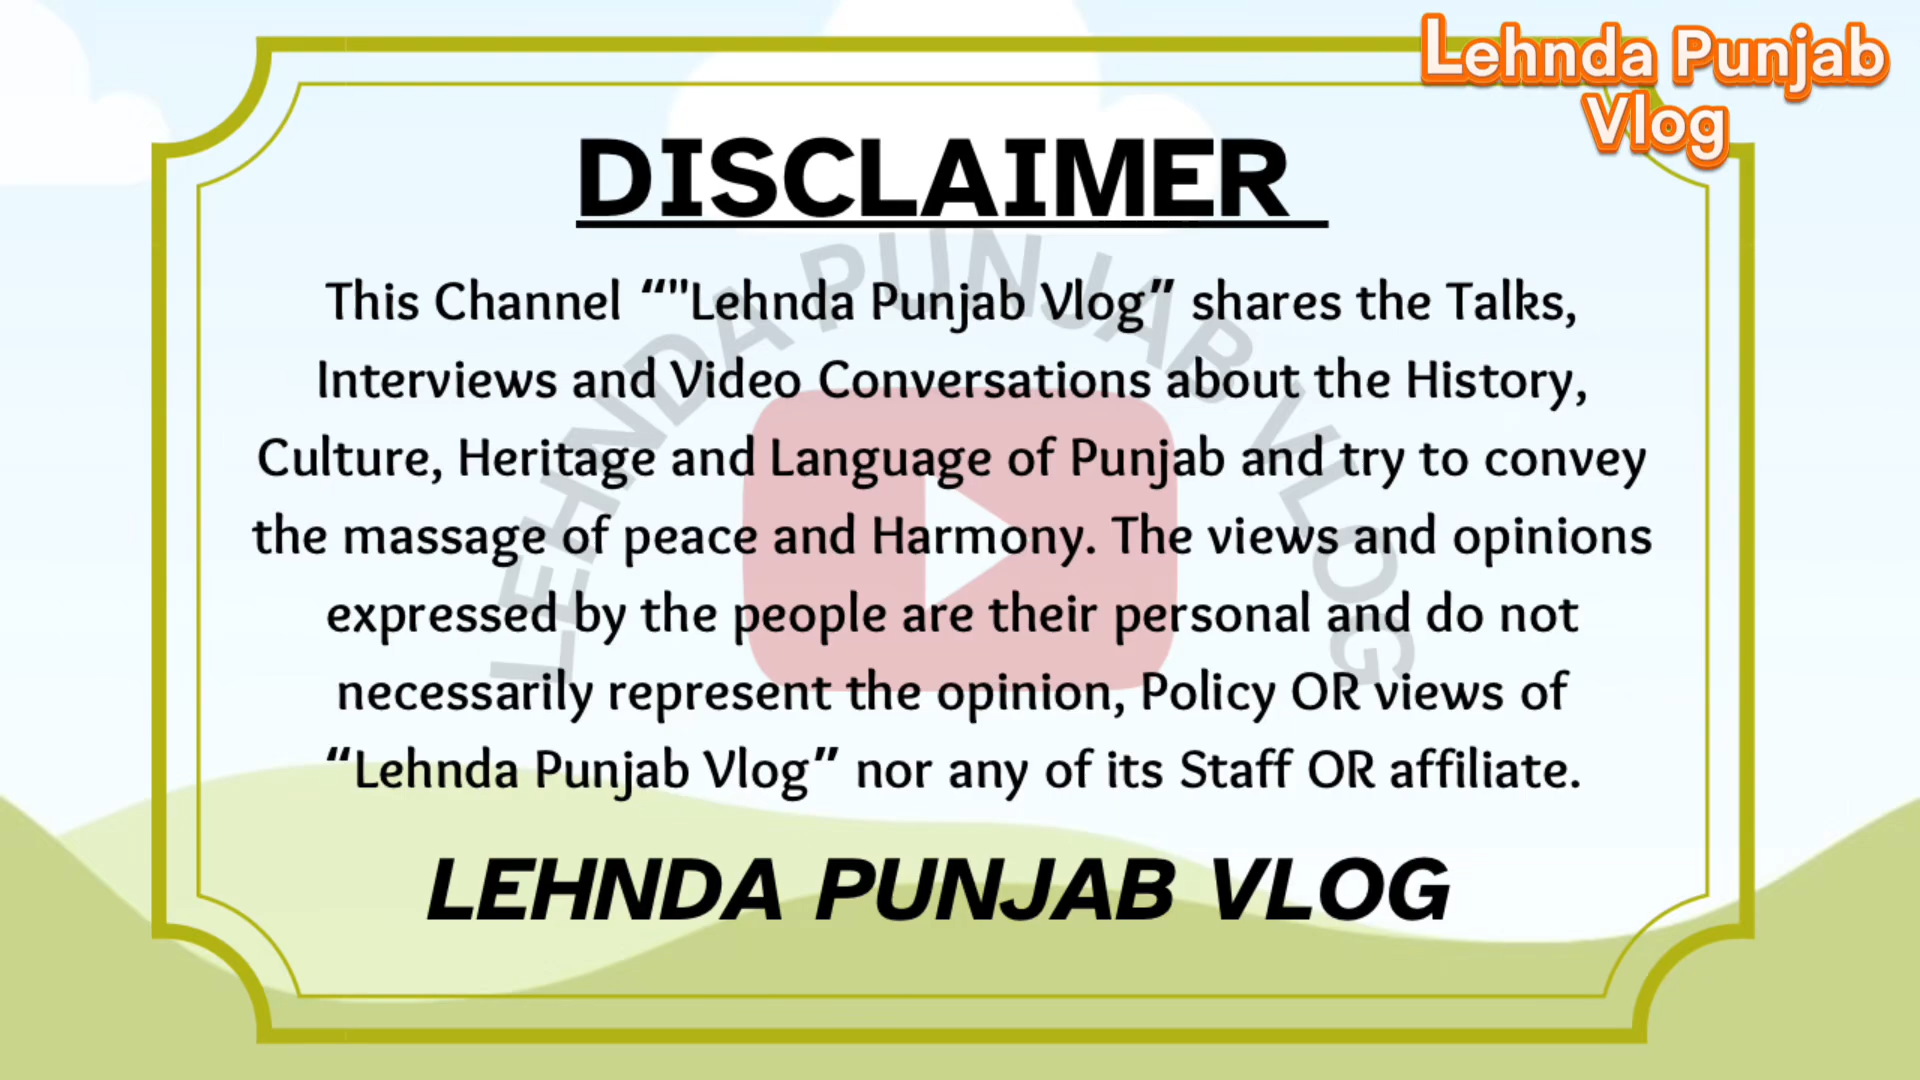 Lehnda Punjab
Vlog
DISCLAIMER
This Channel “"Lehnda Punjab Vlog” shares the Talks,
Interviews and Video Conversations about the History,
Culture, Heritage and Language of Punjab and try to convey
the massage of peace and Harmony. The views and opinions
expressed by the people are their personal and do not
necessarily represent the opinion, Policy OR views of
“Lehnda Punjab Vlog” nor any of its Staff OR affiliate.
LEHNDA PUNJAB VLOG
LEHNDA PUNJAB VLOG